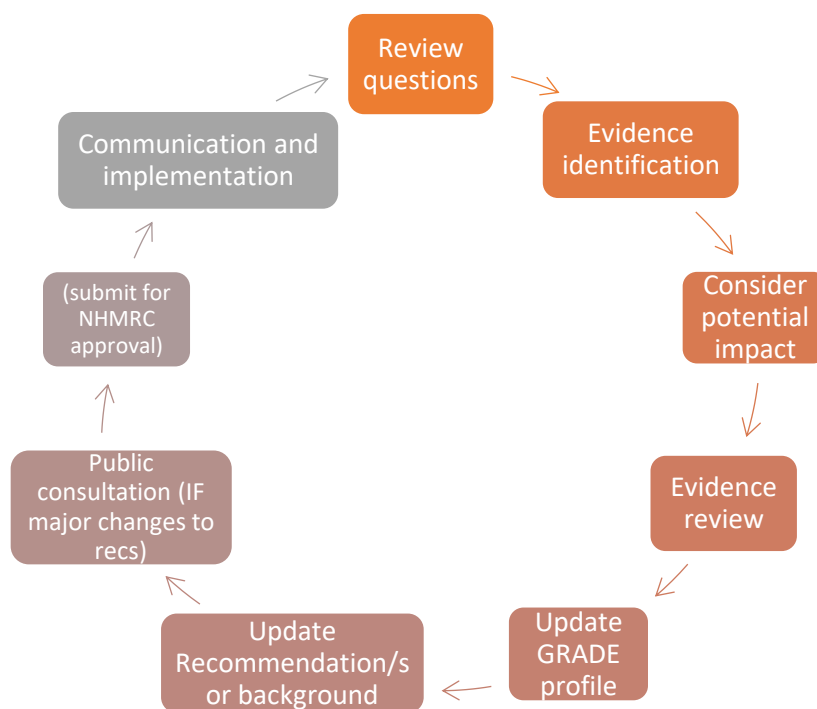 Review
questions
Evidence
identification
Consider
potential
impact
Evidence
review
Update
GRADE
profile
Update
Recommendation/s
or background
Public
consultation (IF
major changes to
recs)
(submit for
NHMRC
approval)
Communication and
implementation